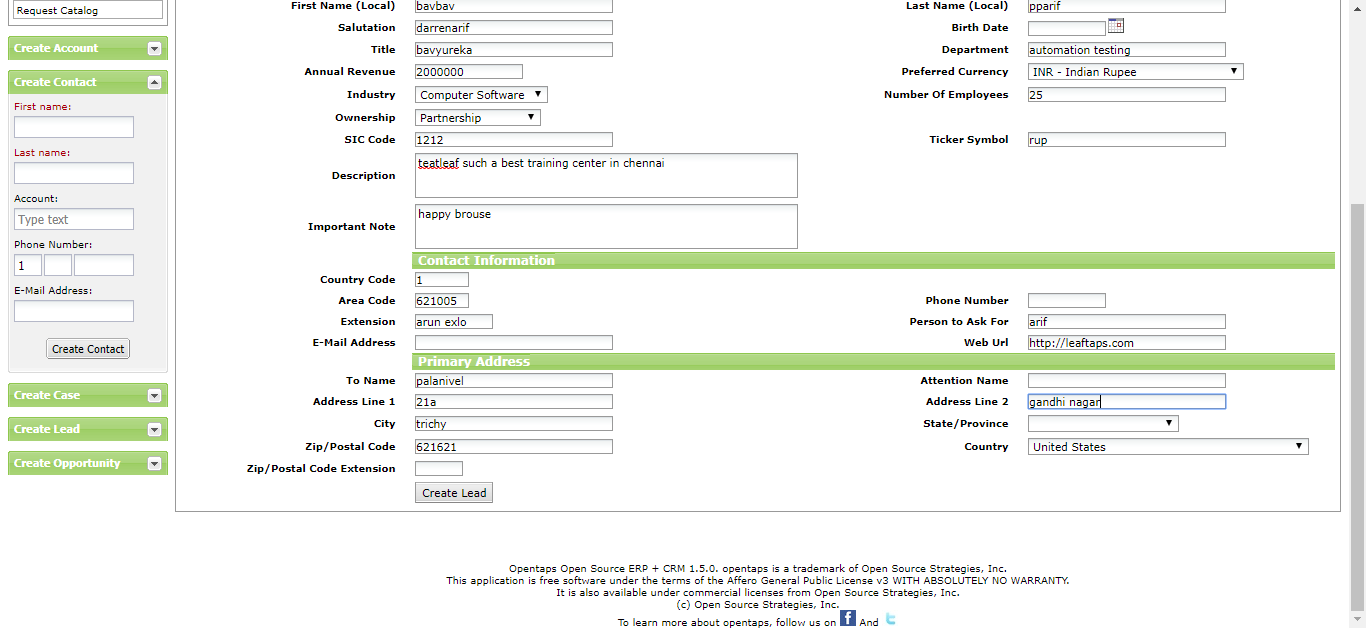 Request Catalog
Create Account
Create Contact
First name:
Last name:
Account:
Type text
Phone Number:
1
E-Mail Address:
Create Contact
Create Case
Create Lead
Create Opportunity
First Name (Local) bavbav Last Name (Local) pparif
Salutation darrenarif Birth Date
Title bavyureka Department automation testing
Annual Revenue 2000000 Preferred Currency INR - Indian Rupee
Industry Computer Software Number Of Employees 25
Ownership Partnership
SIC Code 1212 Ticker Symbol rup
Description teatleaf such a best training center in chennai
Important Note happy brouse
Contact Information
Country Code 1
Area Code 621005 Phone Number
Extension arun exlo Person to Ask For arif
E-Mail Address Web Url http://leaftaps.com
Primary Address
To Name palanivel Attention Name
Address Line 1 21a Address Line 2 gandhi nagar
City trichy State/Province
Zip/Postal Code 621621 Country United States
Zip/Postal Code Extension
Create Lead
Opentaps Open Source ERP + CRM 1.5.0. opentaps is a trademark of Open Source Strategies, Inc.
This application is free software under the terms of the Affero General Public License v3 WITH ABSOLUTELY NO WARRANTY.
It is also available under commercial licenses from Open Source Strategies, Inc.
(c) Open Source Strategies, Inc.
To learn more about opentaps, follow us on f And t